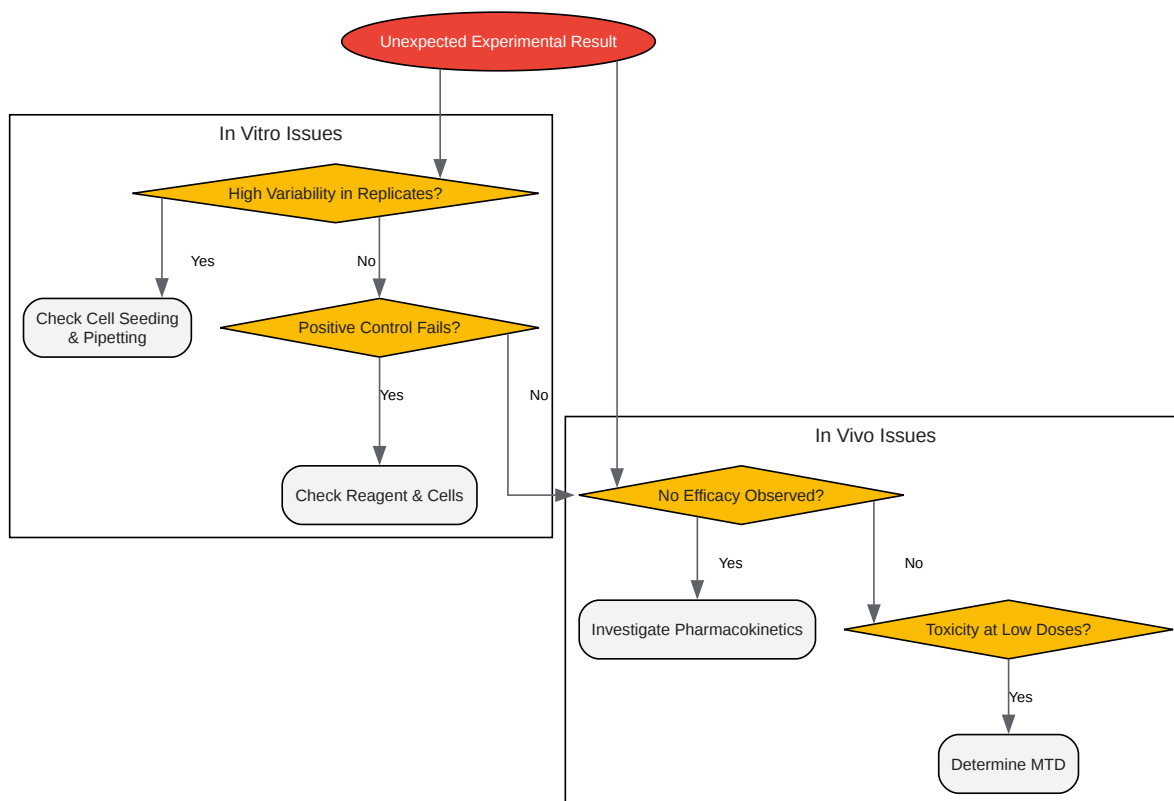 Unexpected Experimental Result
In Vitro Issues
High Variability in Replicates?
Yes
No
Check Cell Seeding
& Pipetting
Positive Control Fails?
Yes
No
Check Reagent & Cells
In Vivo Issues
No Efficacy Observed?
Yes
No
Investigate Pharmacokinetics
Toxicity at Low Doses?
Yes
Determine MTD